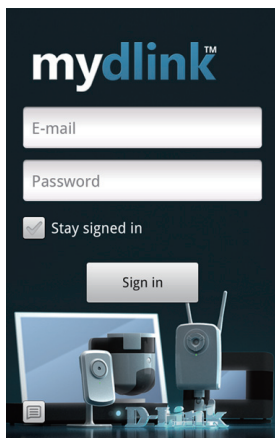 mydlink™
E-mail
Password
Stay signed in
Sign in
D-Link